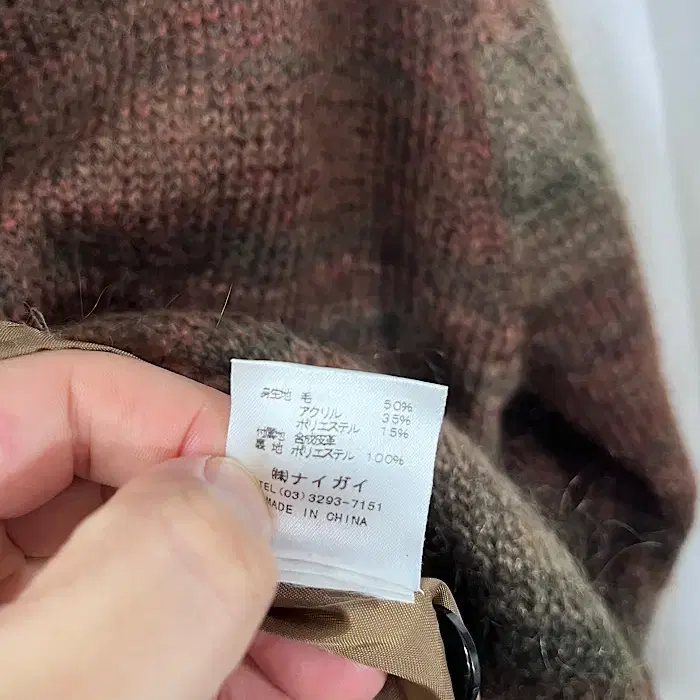 身生地 毛 50%
アクリル 35%
ポリエステル 15%
付属地 合成皮革
裏地 ポリエステル 100%
㈱ナイガイ
TEL(03)3293-7151
MADE IN CHINA